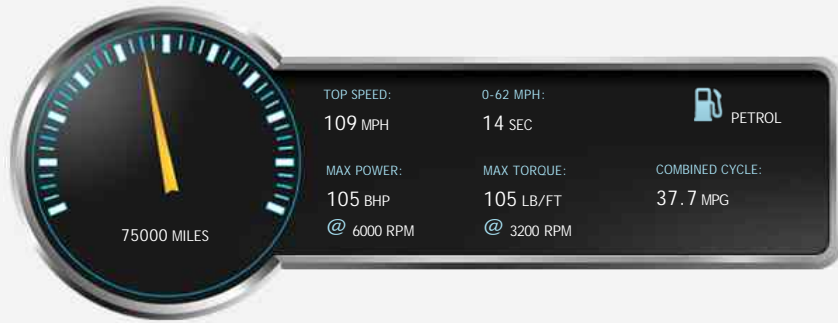 75000 MILES
TOP SPEED:
109 MPH
0-62 MPH:
14 SEC
PETROL
MAX POWER:
105 BHP
@ 6000 RPM
MAX TORQUE:
105 LB/FT
@ 3200 RPM
COMBINED CYCLE:
37.7 MPG